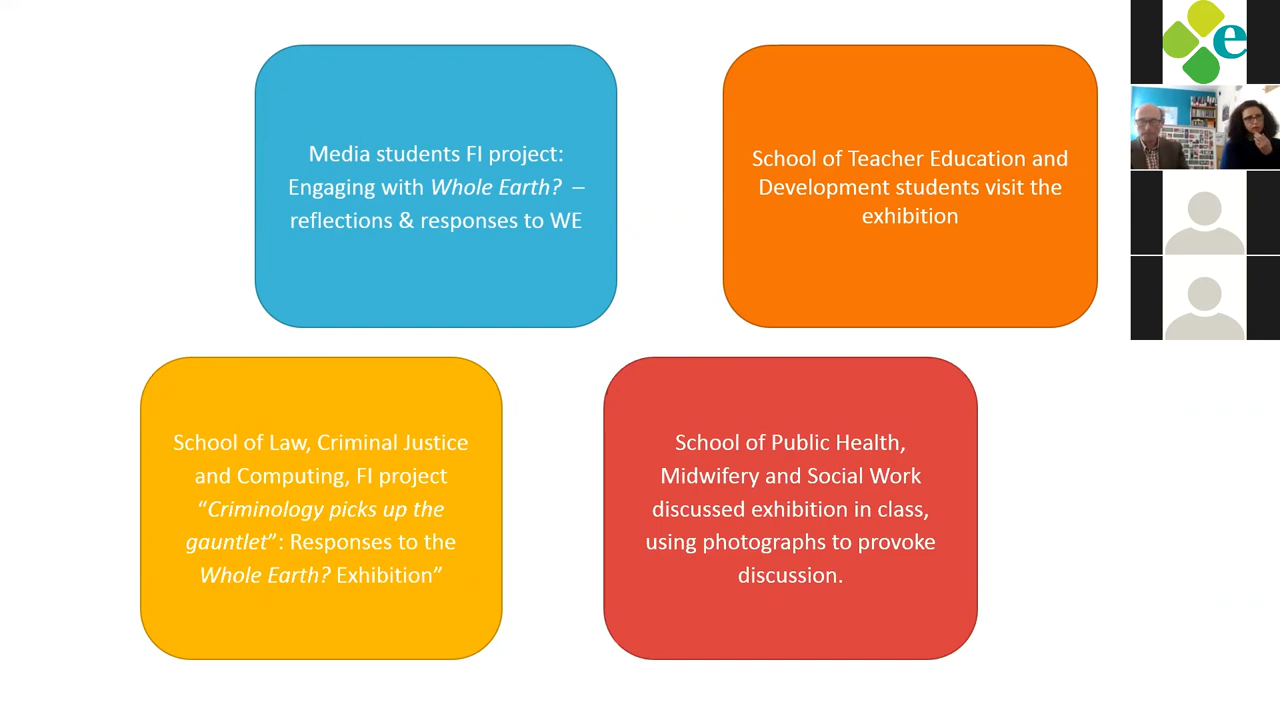 Media students FI project:
Engaging with Whole Earth? –
reflections & responses to WE
School of Teacher Education and
Development students visit the
exhibition
School of Law, Criminal Justice
and Computing, FI project
“Criminology picks up the
gauntlet”: Responses to the
Whole Earth? Exhibition”
School of Public Health,
Midwifery and Social Work
discussed exhibition in class,
using photographs to provoke
discussion.
e